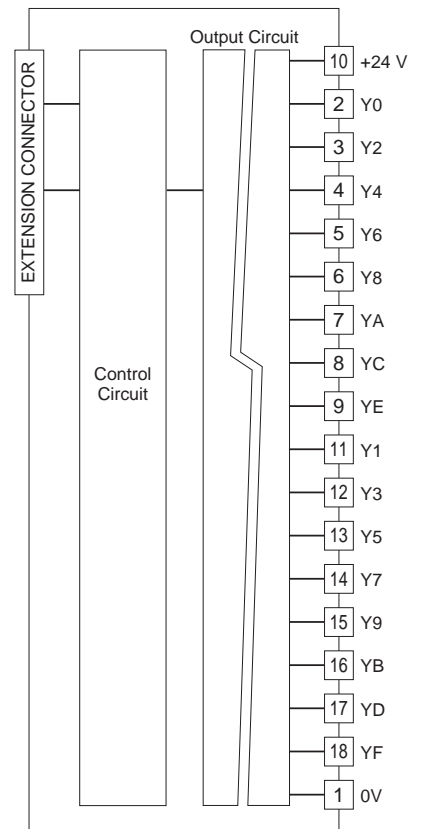 Output Circuit
EXTENSION CONNECTOR
Control
Circuit
10 +24 V
2 Y0
3 Y2
4 Y4
5 Y6
6 Y8
7 YA
8 YC
9 YE
11 Y1
12 Y3
13 Y5
14 Y7
15 Y9
16 YB
17 YD
18 YF
1 0V